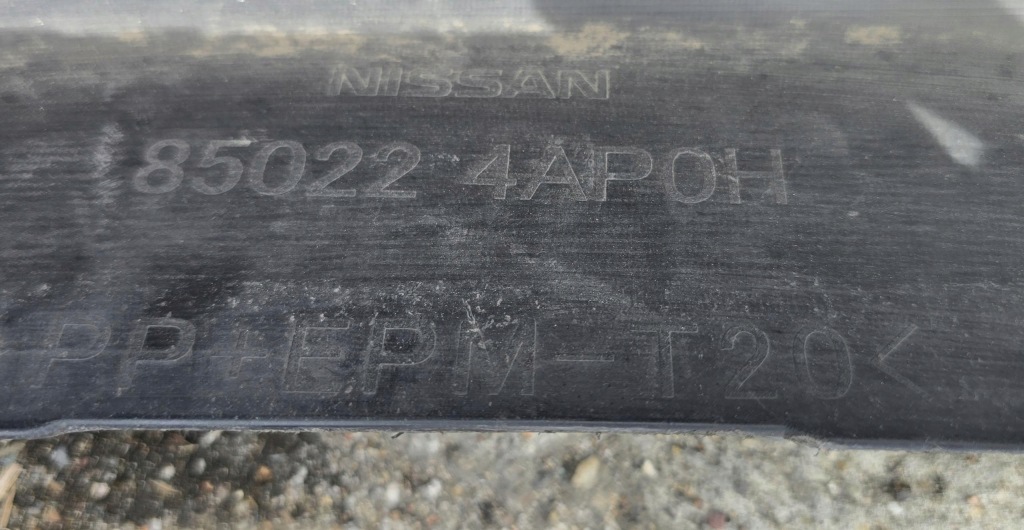 NISSAN
85022 4AP0H
PP+EPM-T20<